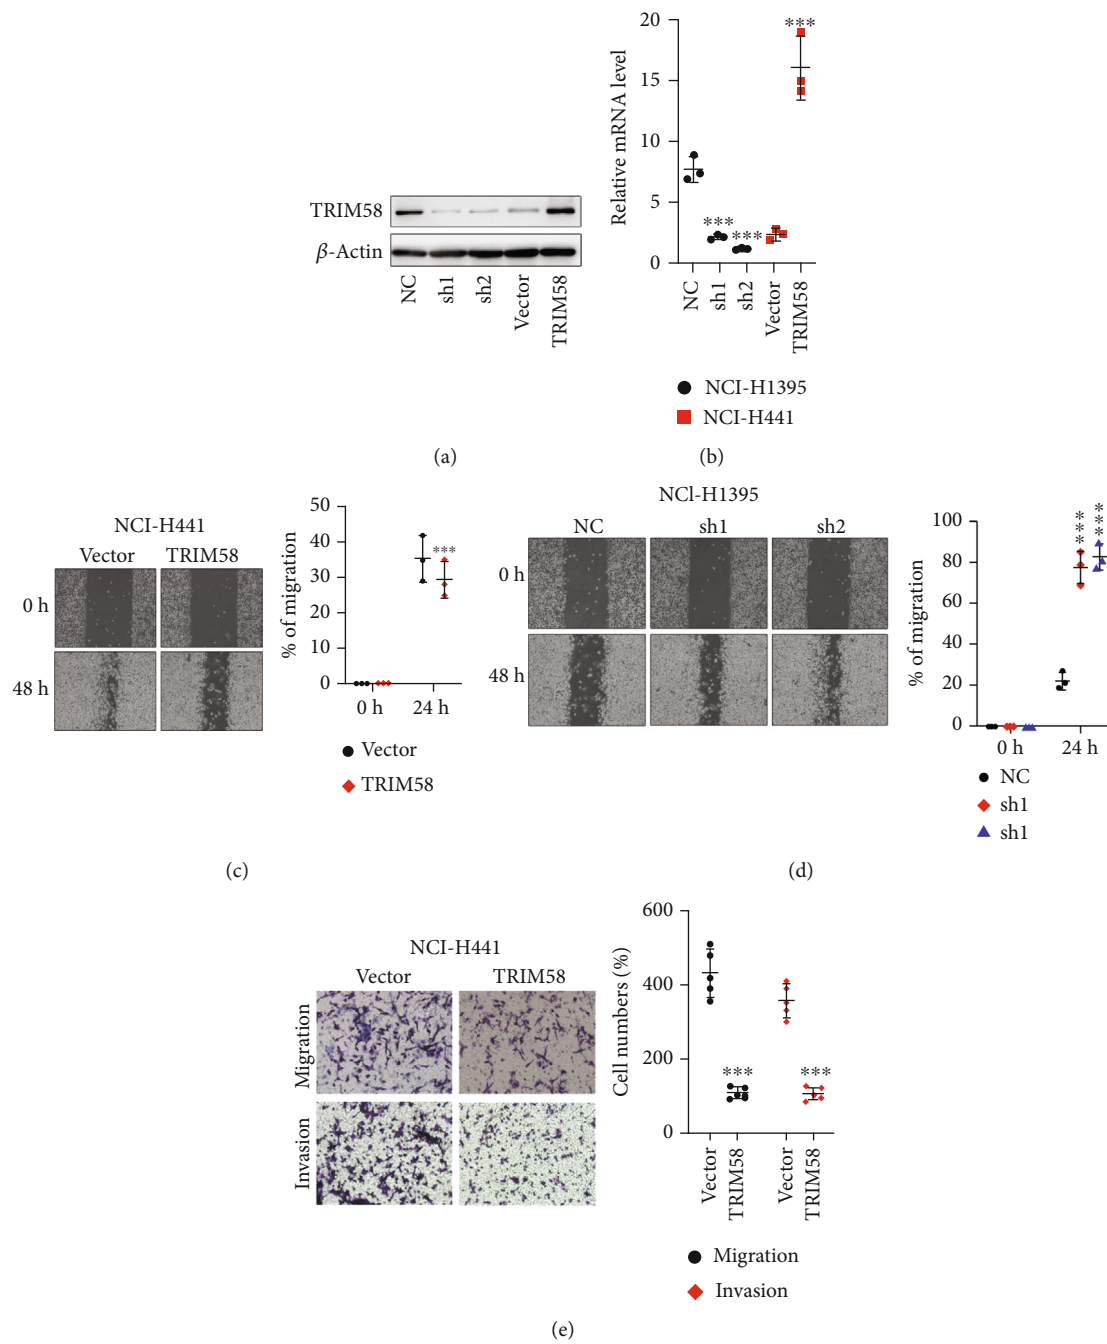 TRIM58
β-Actin
NC
sh1
sh2
Vector
TRIM58
(a)
Relative mRNA level
20
15
10
5
0
***
***
***
NC
sh1
sh2
Vector
TRIM58
NCI-H1395
NCI-H441
(b)
NCI-H441
Vector TRIM58
0 h
48 h
% of migration
50
40
30
20
10
0
***
0 h 24 h
Vector
TRIM58
(c)
NCl-H1395
NC sh1 sh2
0 h
48 h
% of migration
100
80
60
40
20
0
***
***
0 h 24 h
NC
sh1
sh1
(d)
NCI-H441
Vector TRIM58
Migration
Invasion
Cell numbers (%)
600
400
200
0
*** ***
Vector
TRIM58
Vector
TRIM58
Migration
Invasion
(e)